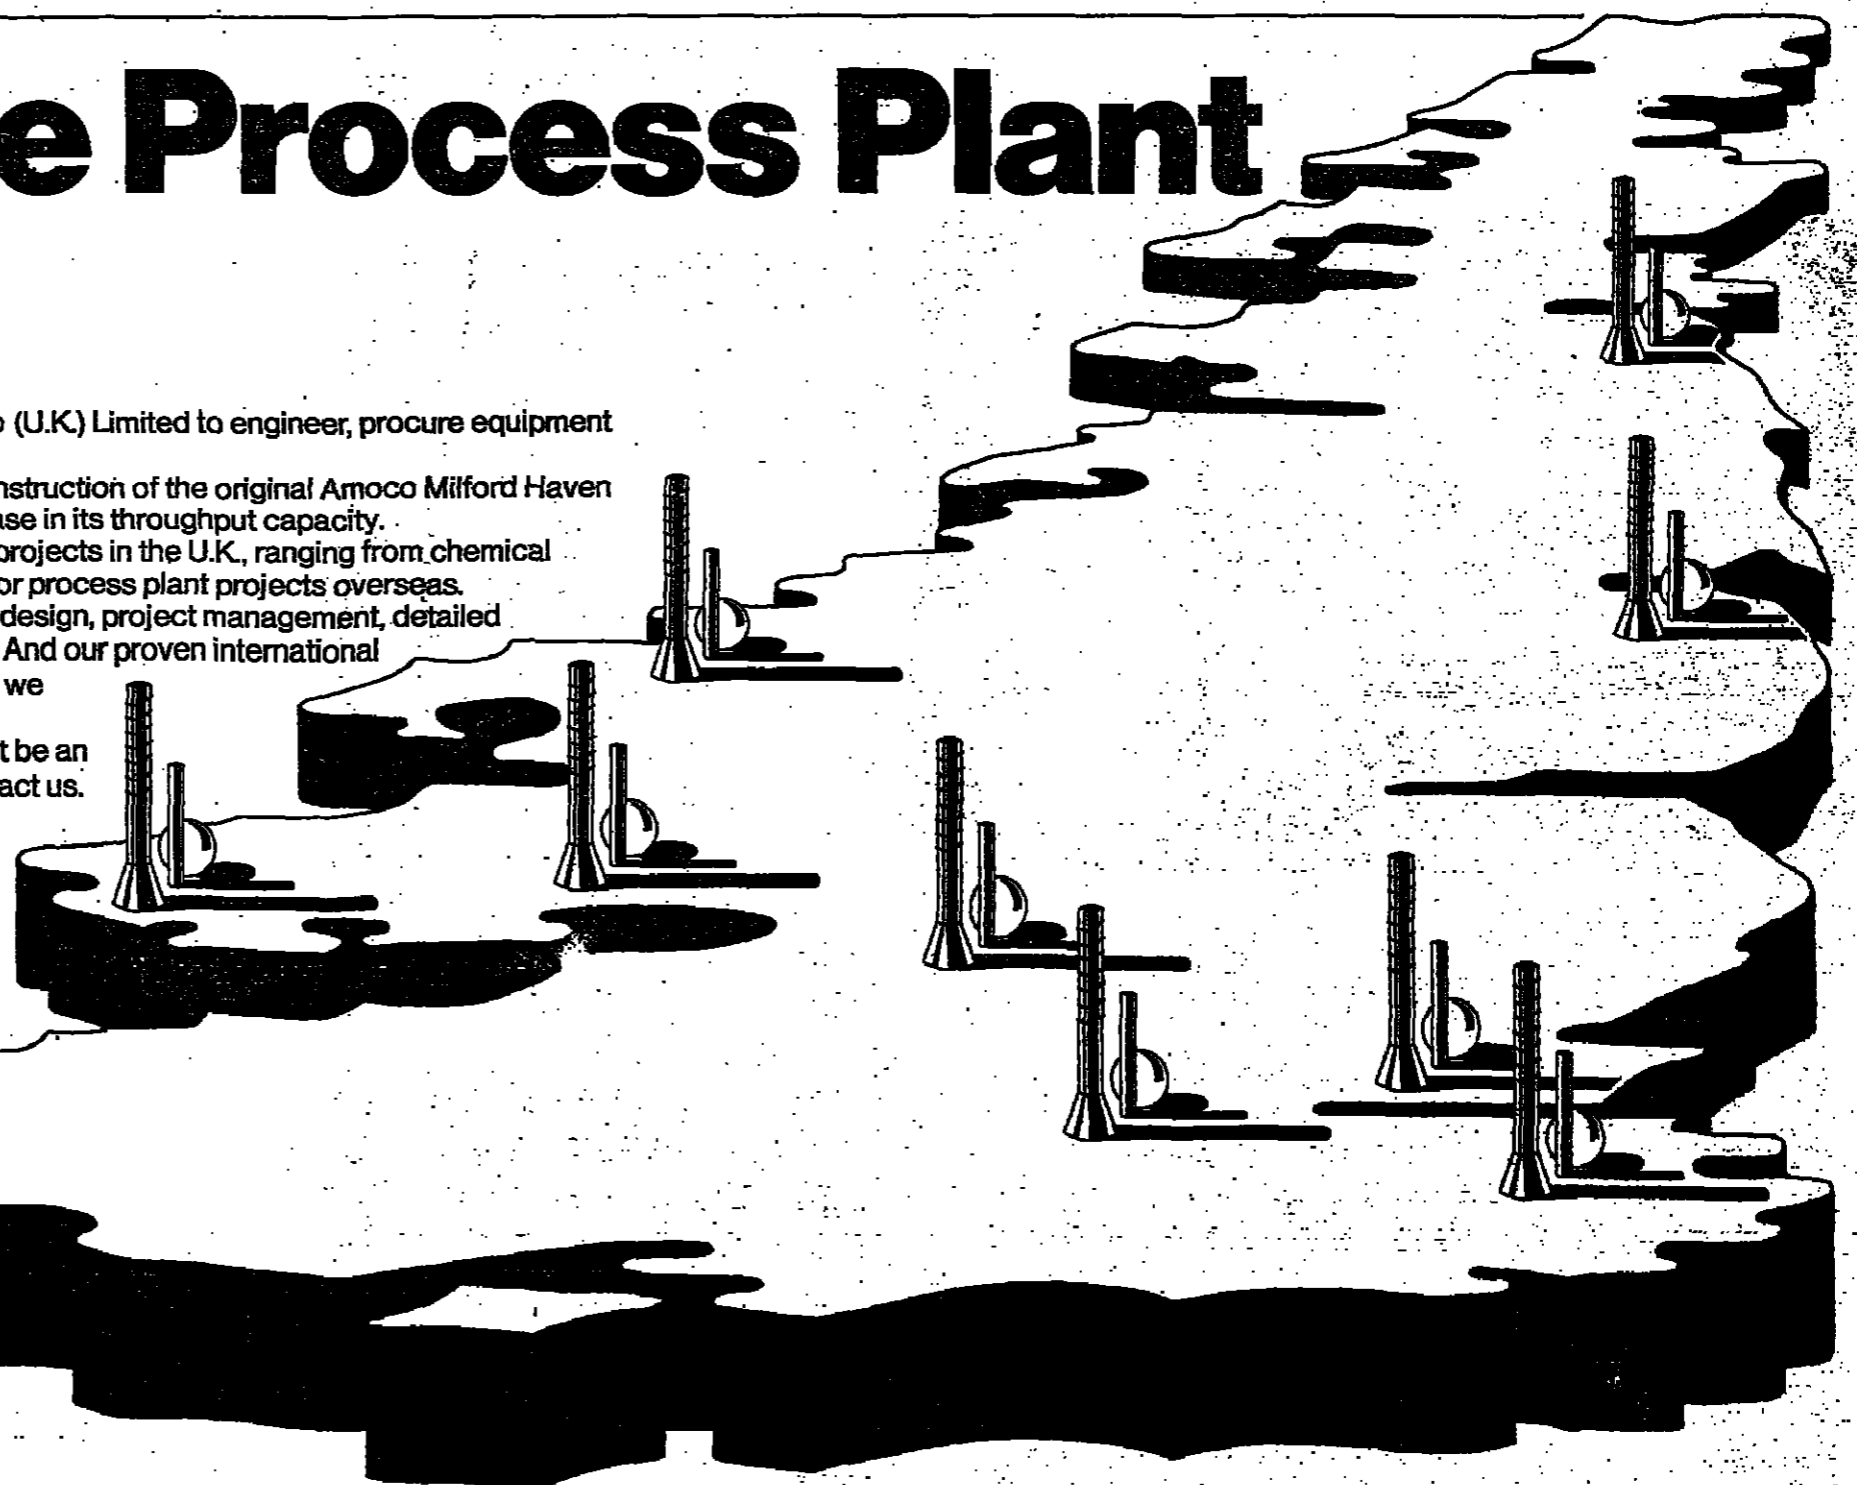 e Process Plant
(U.K.) Limited to engineer, procure equipment
nstruction of the original Amoco Milford Haven
ase in its throughput capacity.
projects in the U.K., ranging from chemical
or process plant projects overseas.
design, project management, detailed
And our proven international
we
t be an
act us.